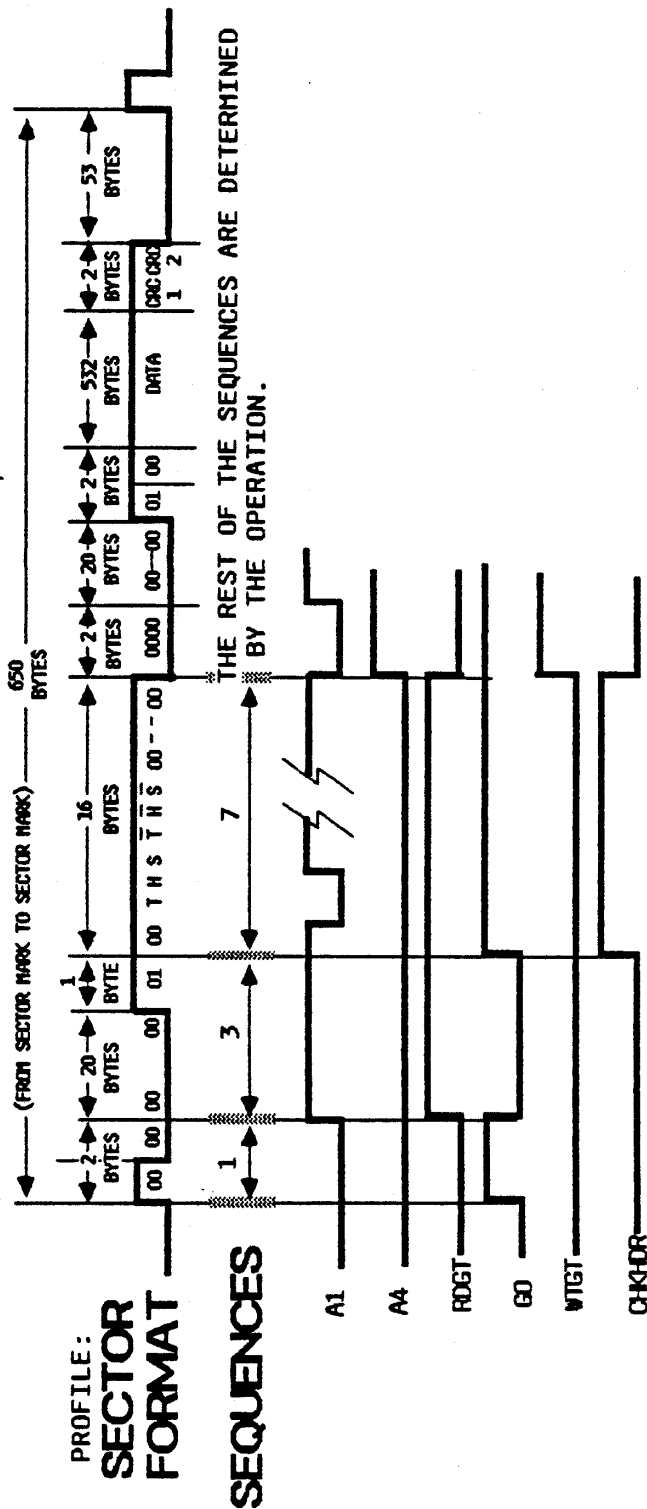 PROFILE:
SECTOR
FORMAT
(FROM SECTOR MARK TO SECTOR MARK)
650
BYTES
2
BYTES
20
BYTES
1
BYTE
16
BYTES
2
BYTES
20
BYTES
2
BYTES
532
BYTES
2
BYTES
53
BYTES
00 00 00 00 01 00 T H S T̅ H̅ S̅ 00--00 0000 00--00 01 00 DATA CRC CRC
1 2
SEQUENCES
1 3 7
THE REST OF THE SEQUENCES ARE DETERMINED
BY THE OPERATION.
A1
A4
RDGT
GO
WTGT
CHKHDR